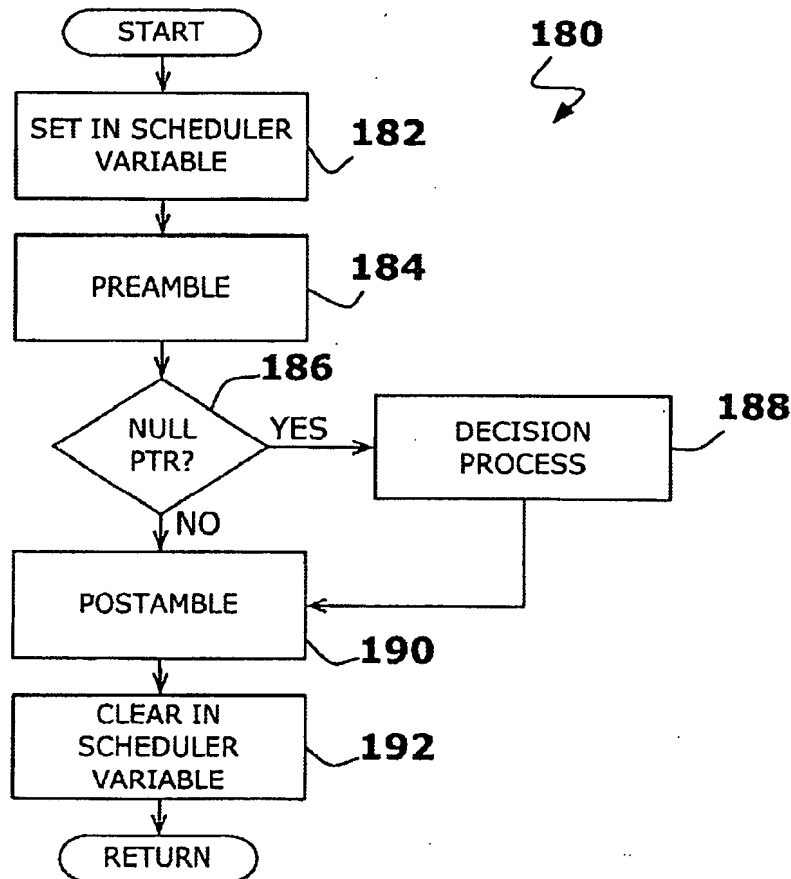 START
180
SET IN SCHEDULER
VARIABLE
182
PREAMBLE
184
186
NULL
PTR?
YES
DECISION
PROCESS
188
NO
POSTAMBLE
190
CLEAR IN
SCHEDULER
VARIABLE
192
RETURN